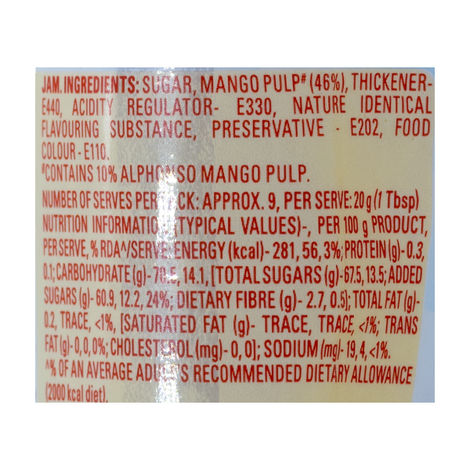 JAM. INGREDIENTS: SUGAR, MANGO PULP# (46%), THICKENER-
E440, ACIDITY REGULATOR- E330, NATURE IDENTICAL
FLAVOURING SUBSTANCE, PRESERVATIVE - E202, FOOD
COLOUR - E110.
#CONTAINS 10% ALPHONSO MANGO PULP.
NUMBER OF SERVES PER PACK: APPROX. 9, PER SERVE: 20 g (1 Tbsp)
NUTRITION INFORMATION (TYPICAL VALUES)-, PER 100 g PRODUCT,
PER SERVE, % RDA^/SERVE: ENERGY (kcal)- 281, 56, 3%; PROTEIN (g)- 0.3,
0.1; CARBOHYDRATE (g)- 70.5, 14.1, [TOTAL SUGARS (g)- 67.5, 13.5; ADDED
SUGARS (g)- 60.9, 12.2, 24%; DIETARY FIBRE (g)- 2.7, 0.5]; TOTAL FAT (g)-
0.2, TRACE, <1%, [SATURATED FAT (g)- TRACE, TRACE, <1%; TRANS
FAT (g)- 0, 0, 0%; CHOLESTEROL (mg)- 0, 0]; SODIUM (mg)- 19, 4, <1%.
^% OF AN AVERAGE ADULT'S RECOMMENDED DIETARY ALLOWANCE
(2000 kcal diet).